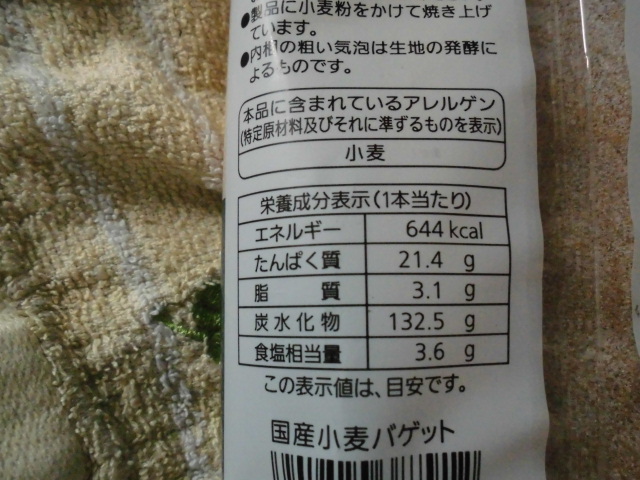 ●製品に小麦粉をかけて焼き上げ
ています。
●内相の粗い気泡は生地の発酵に
よるものです。
本品に含まれているアレルゲン
(特定原材料及びそれに準ずるものを表示)
小麦
栄養成分表示(1本当たり)
エネルギー 644 kcal
たんぱく質 21.4 g
脂質 3.1 g
炭水化物 132.5 g
食塩相当量 3.6 g
この表示値は、目安です。
国産小麦バゲット